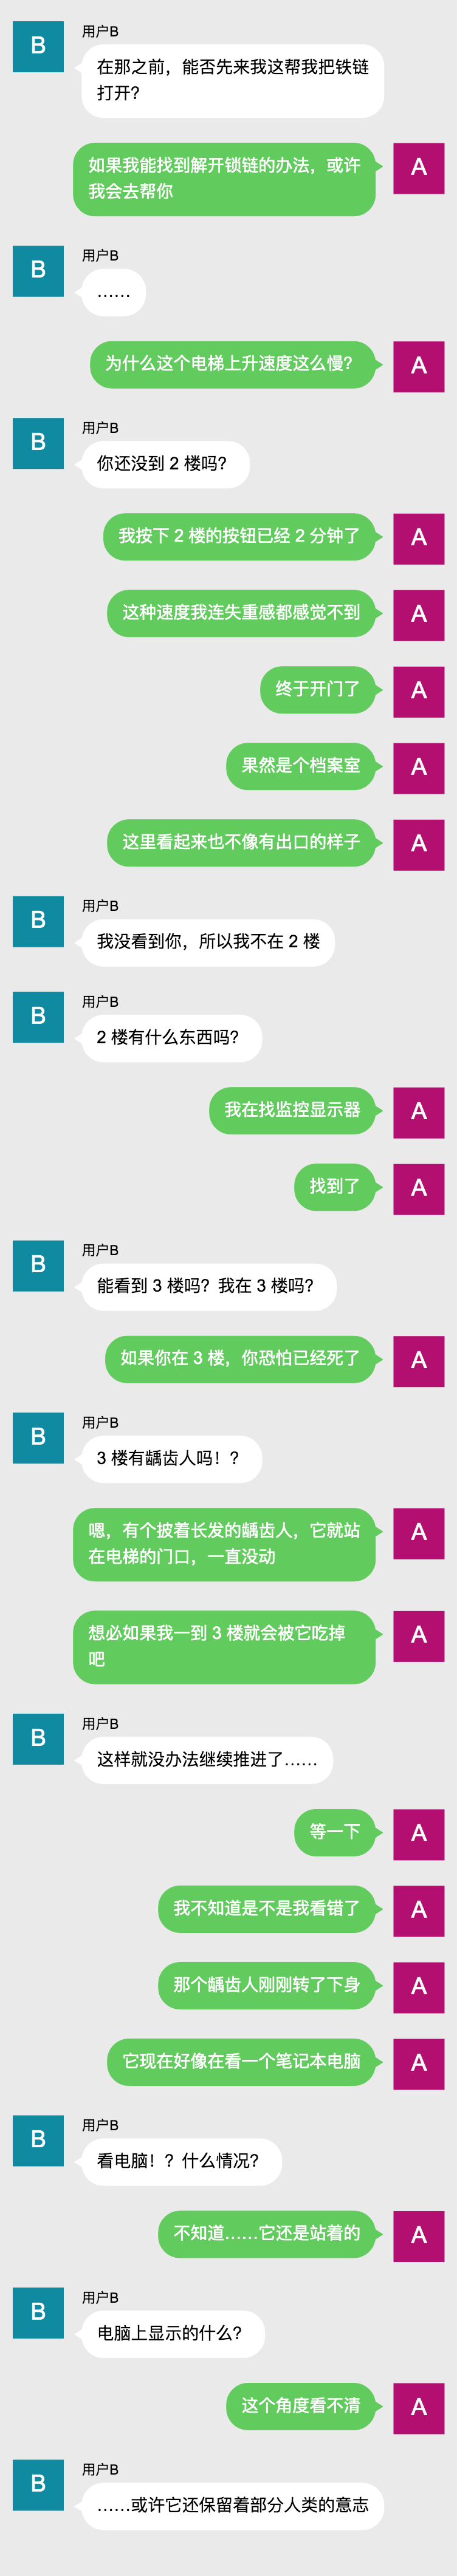 B
用户B
在那之前，能否先来我这帮我把铁链
打开？
如果我能找到解开锁链的办法，或许
我会去帮你
A
B
用户B
……
为什么这个电梯上升速度这么慢？
A
B
用户B
你还没到 2 楼吗？
我按下 2 楼的按钮已经 2 分钟了
A
这种速度我连失重感都感觉不到
A
终于开门了
A
果然是个档案室
A
这里看起来也不像有出口的样子
A
B
用户B
我没看到你，所以我不在 2 楼
B
用户B
2 楼有什么东西吗？
我在找监控显示器
A
找到了
A
B
用户B
能看到 3 楼吗？我在 3 楼吗？
如果你在 3 楼，你恐怕已经死了
A
B
用户B
3 楼有龋齿人吗！？
嗯，有个披着长发的龋齿人，它就站
在电梯的门口，一直没动
A
想必如果我一到 3 楼就会被它吃掉
吧
A
B
用户B
这样就没办法继续推进了……
等一下
A
我不知道是不是我看错了
A
那个龋齿人刚刚转了下身
A
它现在好像在看一个笔记本电脑
A
B
用户B
看电脑！？什么情况？
不知道……它还是站着的
A
B
用户B
电脑上显示的什么？
这个角度看不清
A
B
用户B
……或许它还保留着部分人类的意志